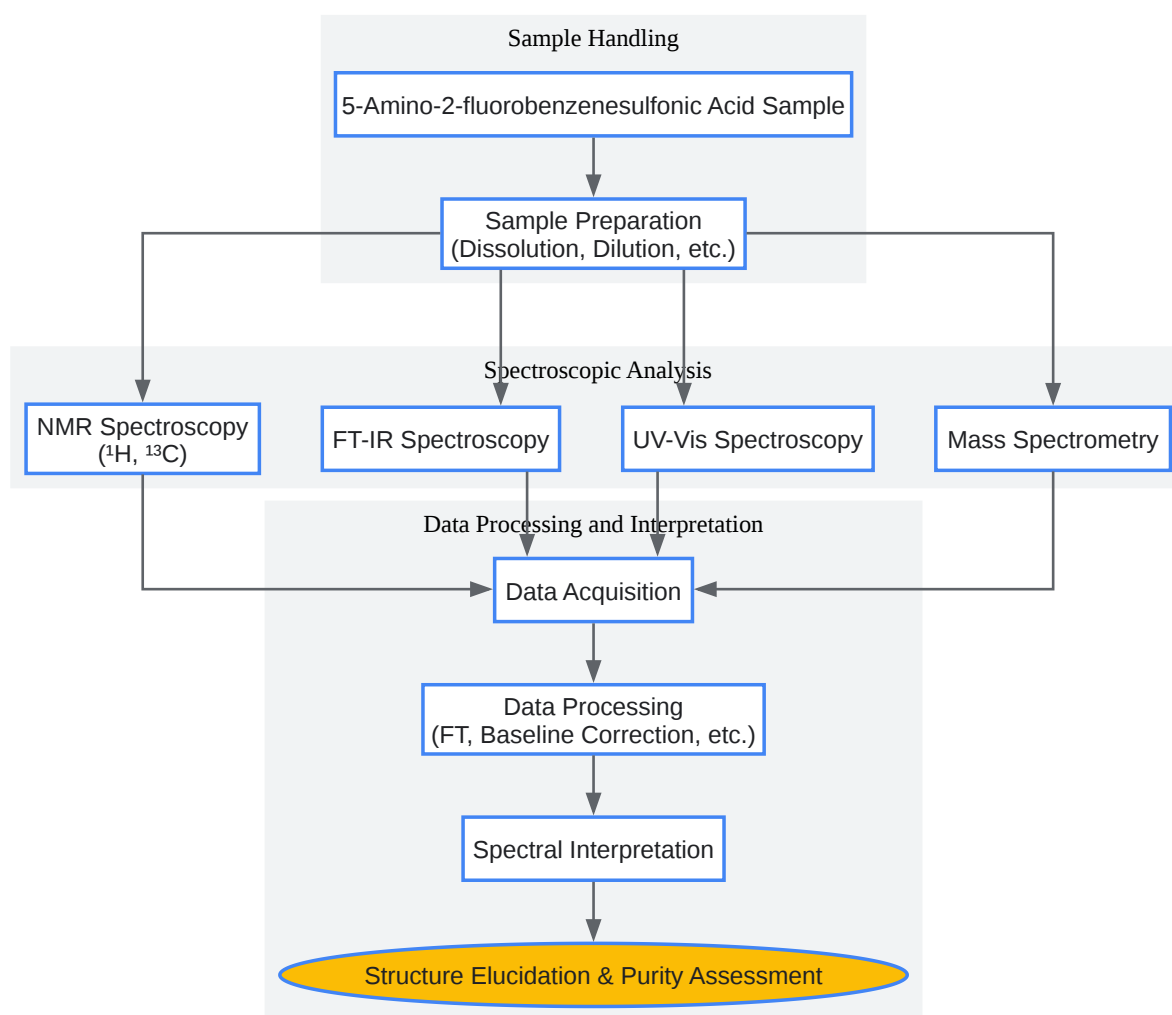 Sample Handling
5-Amino-2-fluorobenzenesulfonic Acid Sample
Sample Preparation
(Dissolution, Dilution, etc.)
Spectroscopic Analysis
NMR Spectroscopy
(¹H, ¹³C)
FT-IR Spectroscopy
UV-Vis Spectroscopy
Mass Spectrometry
Data Processing and Interpretation
Data Acquisition
Data Processing
(FT, Baseline Correction, etc.)
Spectral Interpretation
Structure Elucidation & Purity Assessment